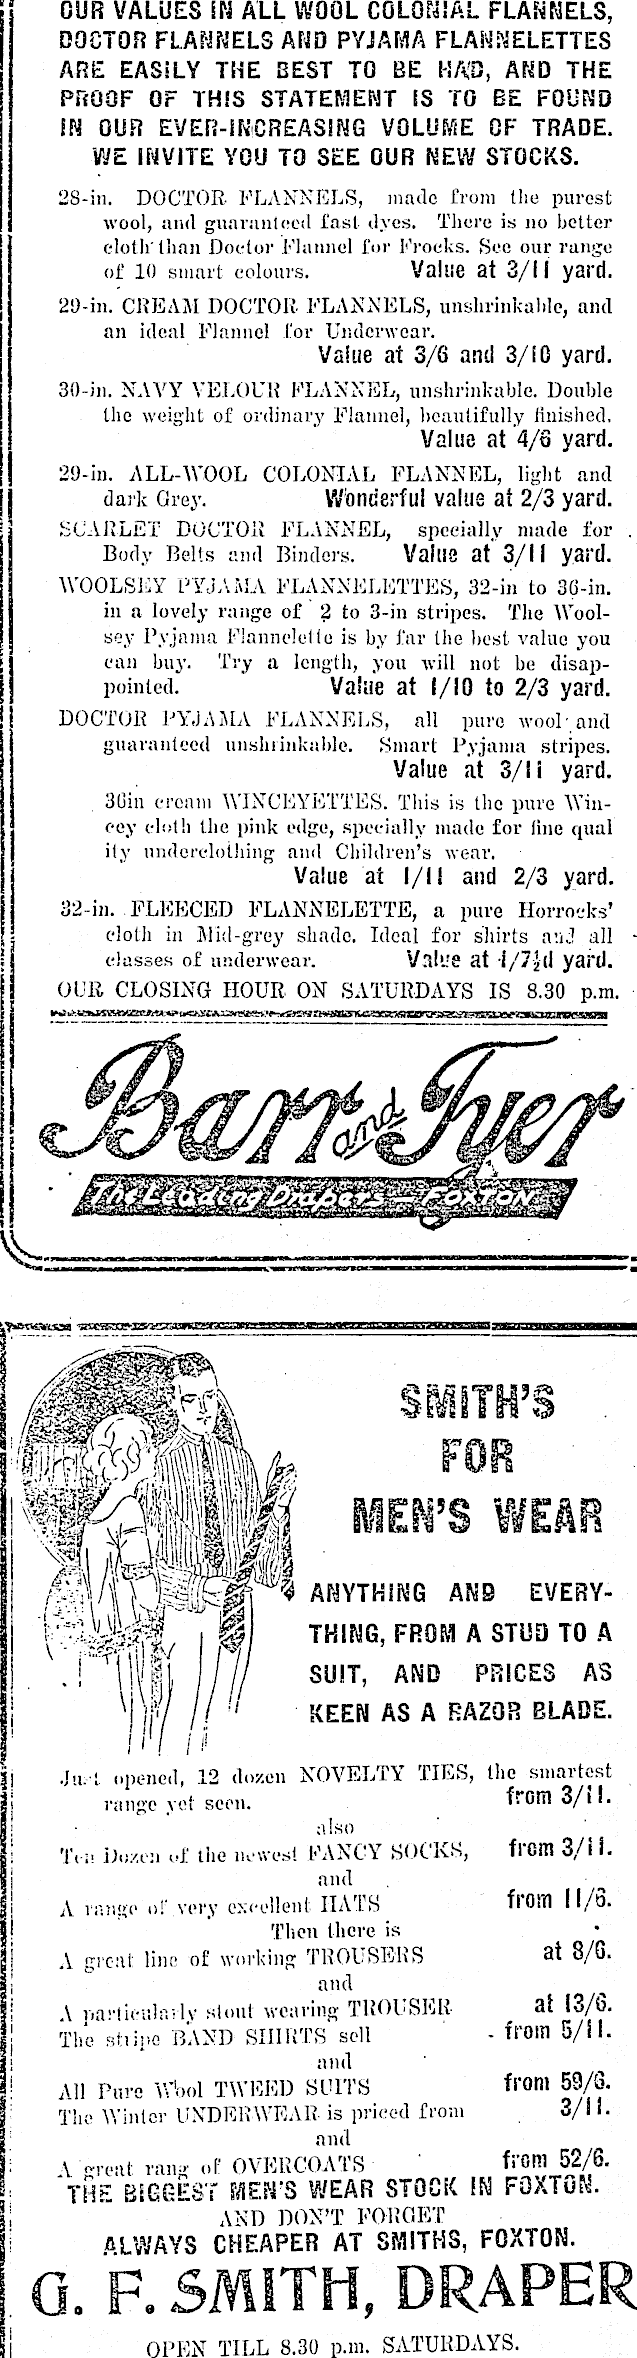 OUR VALUES IN ALL WOOL COLONIAL FLANNELS,
DOCTOR FLANNELS AND PYJAMA FLANNELETTES
ARE EASILY THE BEST TO BE HAD, AND THE
PROOF OF THIS STATEMENT IS TO BE FOUND
IN OUR EVER-INCREASING VOLUME OF TRADE.
WE INVITE YOU TO SEE OUR NEW STOCKS.
28-in. DOCTOR FLANNELS, made from the purest
wool, and guaranteed fast dyes. There is no better
cloth than Doctor Flannel for Frocks. See our range
of 10 smart colours. Value at 3/11 yard.
29-in. CREAM DOCTOR FLANNELS, unshrinkable, and
an ideal Flannel for Underwear.
Value at 3/6 and 3/10 yard.
30-in. NAVY VELOUR FLANNEL, unshrinkable. Double
the weight of ordinary Flannel, beautifully finished.
Value at 4/6 yard.
29-in. ALL-WOOL COLONIAL FLANNEL, light and
dark Grey. Wonderful value at 2/3 yard.
SCARLET DOCTOR FLANNEL, specially made for
Body Belts and Binders. Value at 3/11 yard.
WOOLSEY PYJAMA FLANNELETTES, 32-in to 36-in.
in a lovely range of 2 to 3-in stripes. The Wool-
sey Pyjama Flannelette is by far the best value you
can buy. Try a length, you will not be disap-
pointed. Value at 1/10 to 2/3 yard.
DOCTOR PYJAMA FLANNELS, all pure wool and
guaranteed unshrinkable. Smart Pyjama stripes.
Value at 3/11 yard.
36in cream WINCEYETTES. This is the pure Win-
cey cloth the pink edge, specially made for fine qual
ity underclothing and Children's wear.
Value at 1/11 and 2/3 yard.
32-in. FLEECED FLANNELETTE, a pure Horrocks'
cloth in Mid-grey shade. Ideal for shirts and all
classes of underwear. Value at 1/7½d yard.
OUR CLOSING HOUR ON SATURDAYS IS 8.30 p.m.
Barr and Tyer
The Leading Drapers — FOXTON
SMITH'S
FOR
MEN'S WEAR
ANYTHING AND EVERY-
THING, FROM A STUD TO A
SUIT, AND PRICES AS
KEEN AS A RAZOR BLADE.
Just opened, 12 dozen NOVELTY TIES, the smartest
range yet seen. from 3/11.
also
Ten Dozen of the newest FANCY SOCKS, from 3/11.
and
A range of very excellent HATS from 11/6.
Then there is
A great line of working TROUSERS at 8/6.
and
A particularly stout wearing TROUSER at 13/6.
The stripe BAND SHIRTS sell from 5/11.
and
All Pure Wool TWEED SUITS from 59/6.
The Winter UNDERWEAR is priced from 3/11.
and
A great rang of OVERCOATS from 52/6.
THE BIGGEST MEN'S WEAR STOCK IN FOXTON.
AND DON'T FORGET
ALWAYS CHEAPER AT SMITHS, FOXTON.
G. F. SMITH, DRAPER
OPEN TILL 8.30 p.m. SATURDAYS.